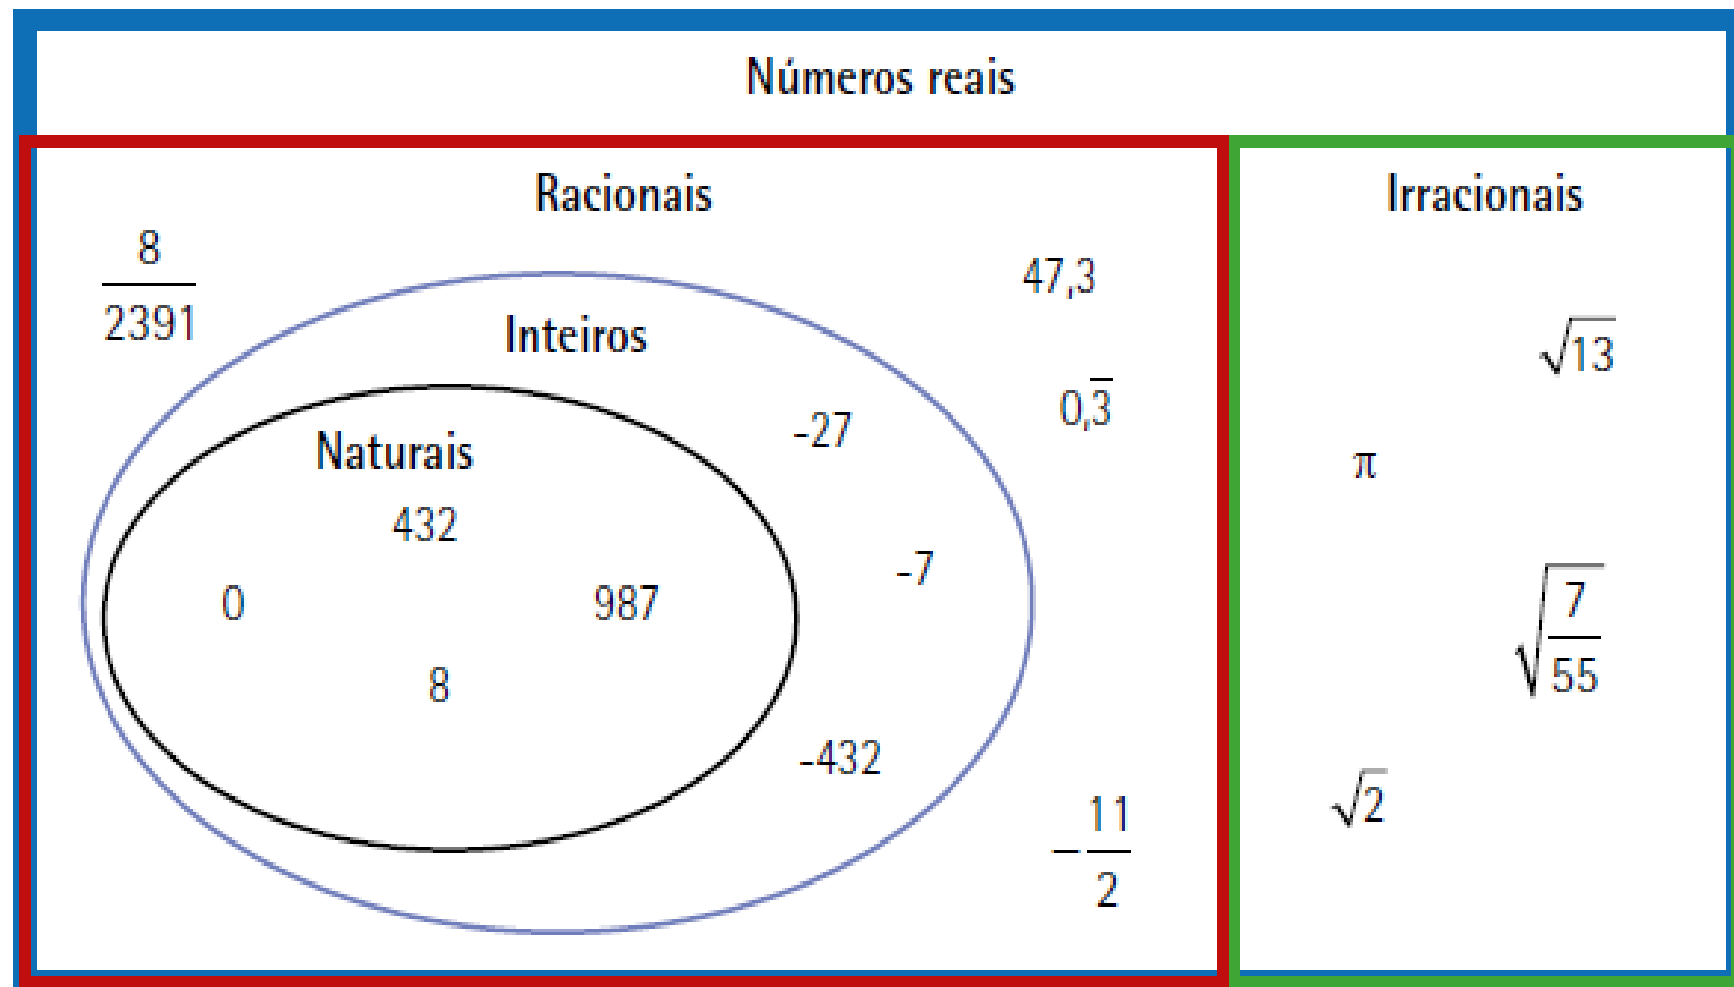 Números reais
Racionais
Irracionais
8
2391
47,3
√13
Inteiros
0,3̅
-27
Naturais
π
432
-7
0
987
√7
55
8
-432
√2
-11
2